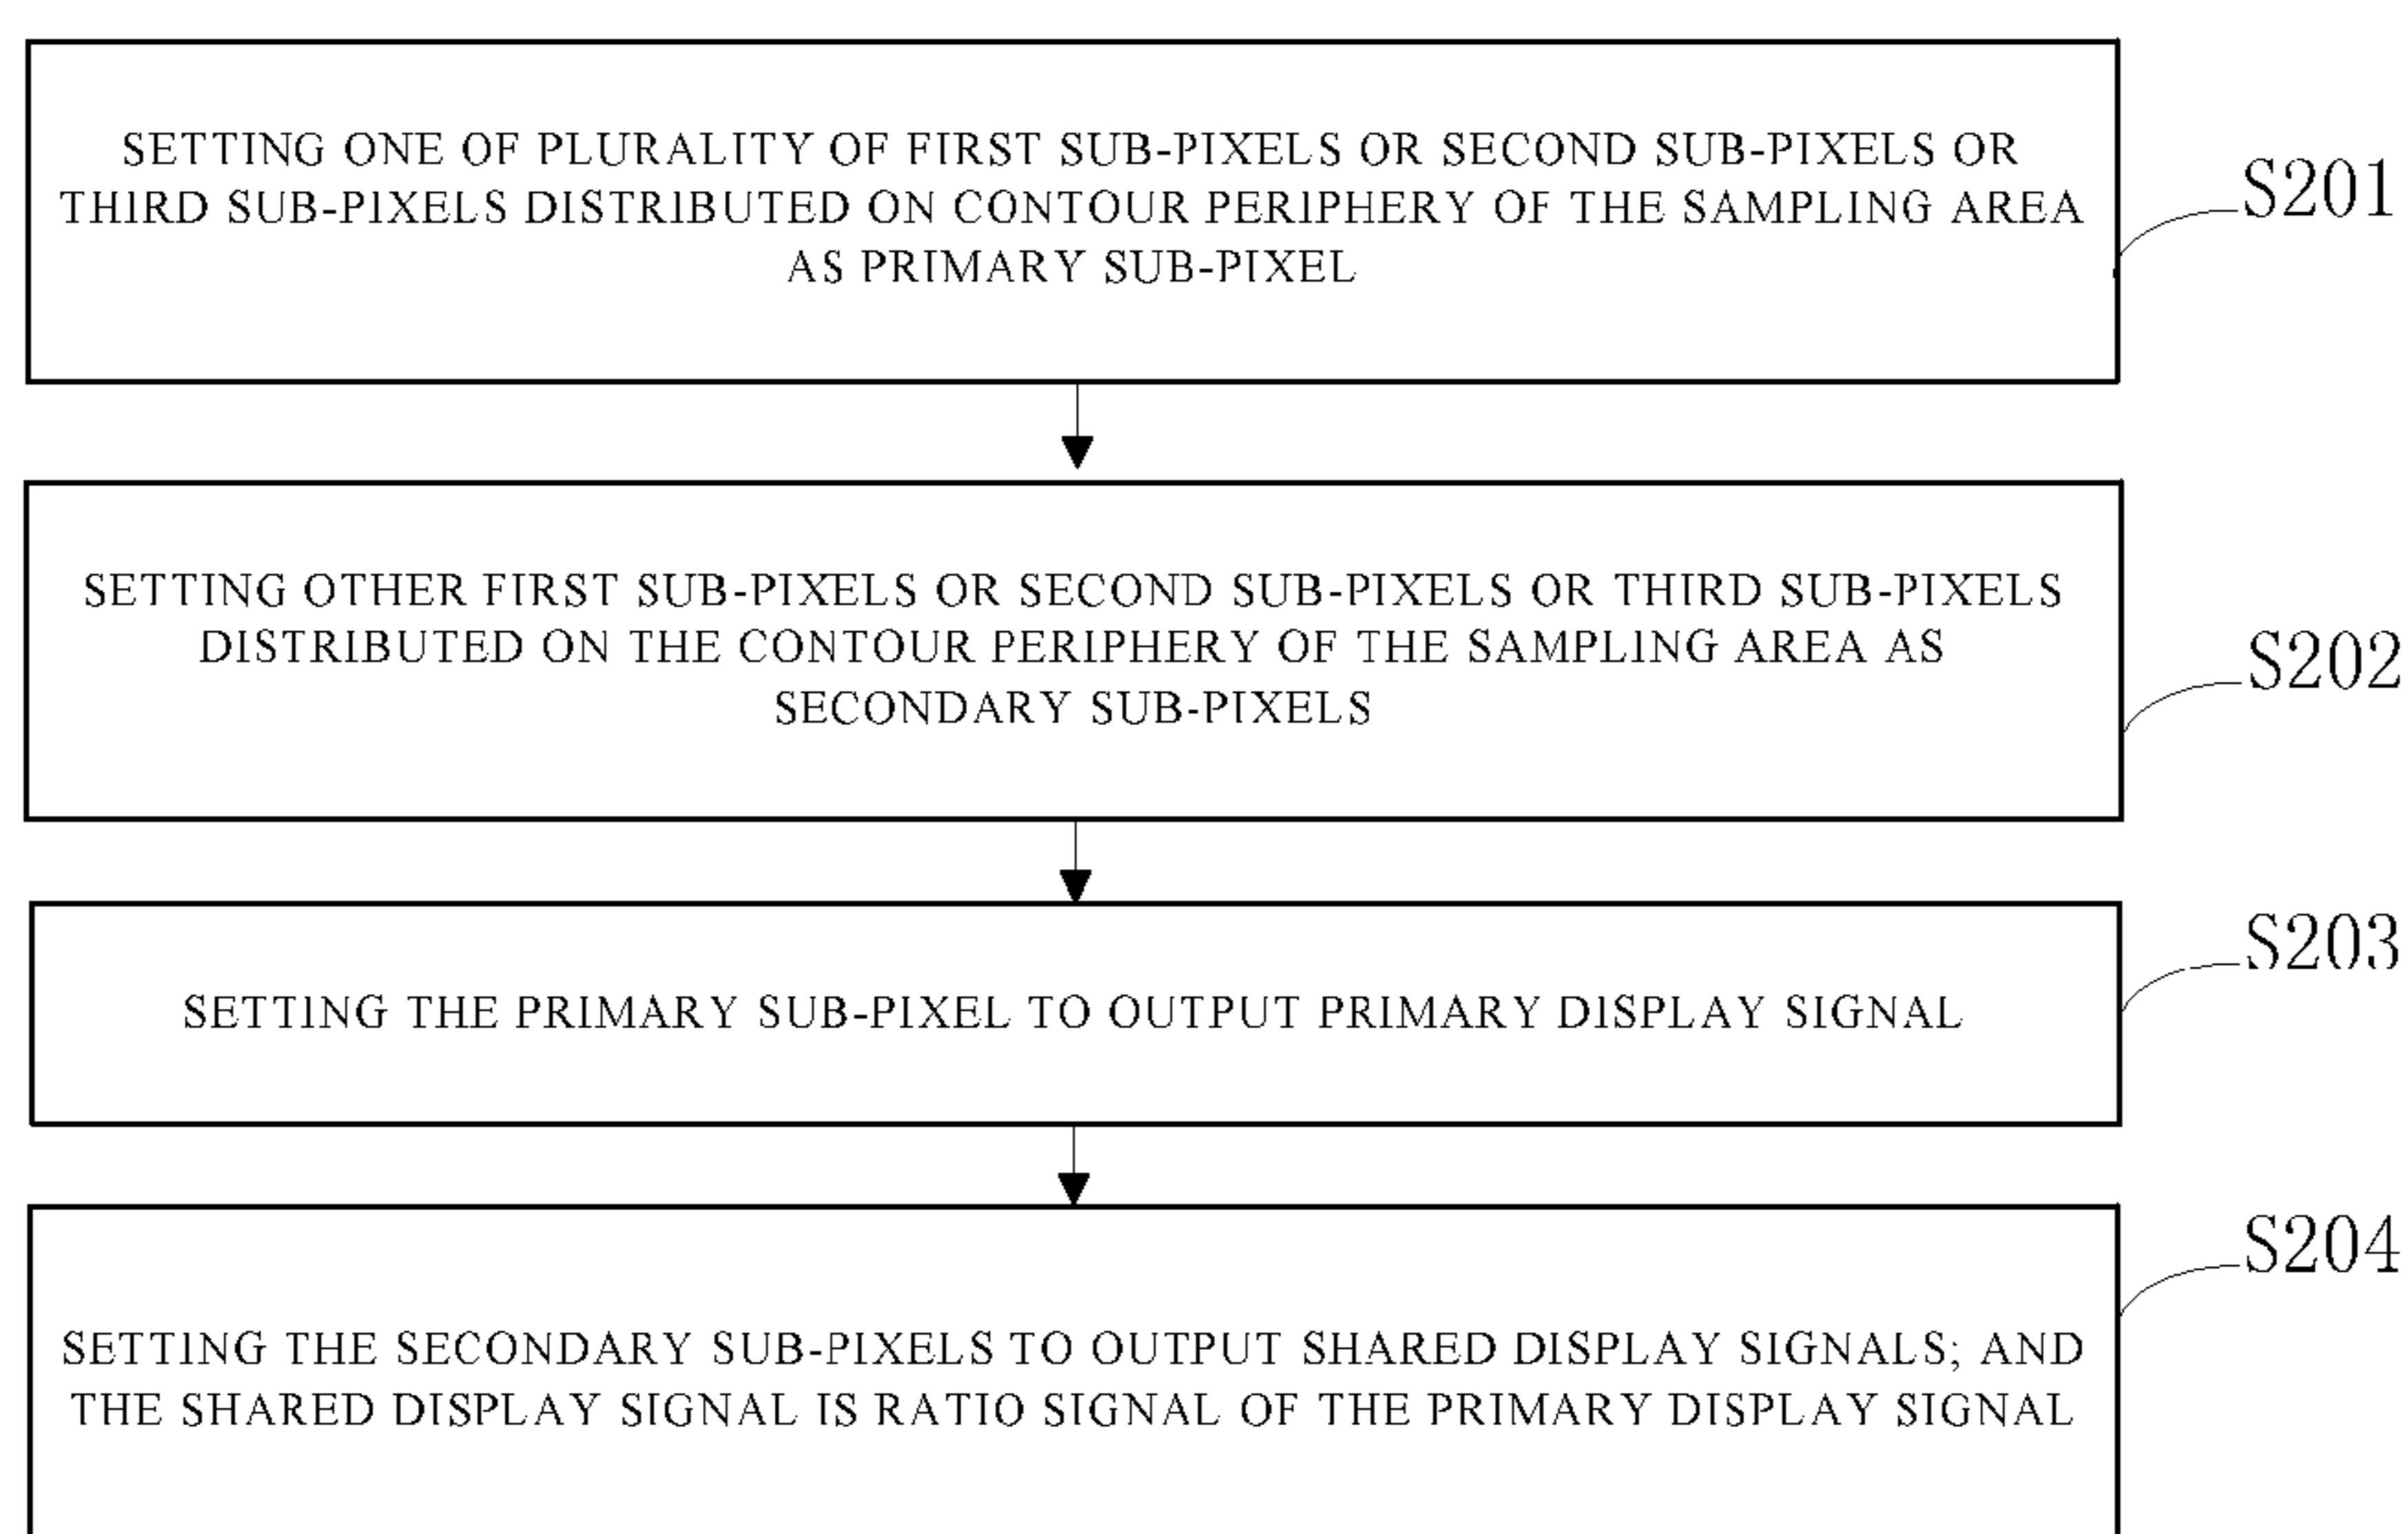 SETTING ONE OF PLURALITY OF FIRST SUB-PIXELS OR SECOND SUB-PIXELS OR
THIRD SUB-PIXELS DISTRIBUTED ON CONTOUR PERIPHERY OF THE SAMPLING AREA
AS PRIMARY SUB-PIXEL
S201
SETTING OTHER FIRST SUB-PIXELS OR SECOND SUB-PIXELS OR THIRD SUB-PIXELS
DISTRIBUTED ON THE CONTOUR PERIPHERY OF THE SAMPLING AREA AS
SECONDARY SUB-PIXELS
S202
SETTING THE PRIMARY SUB-PIXEL TO OUTPUT PRIMARY DISPLAY SIGNAL
S203
SETTING THE SECONDARY SUB-PIXELS TO OUTPUT SHARED DISPLAY SIGNALS; AND
THE SHARED DISPLAY SIGNAL IS RATIO SIGNAL OF THE PRIMARY DISPLAY SIGNAL
S204